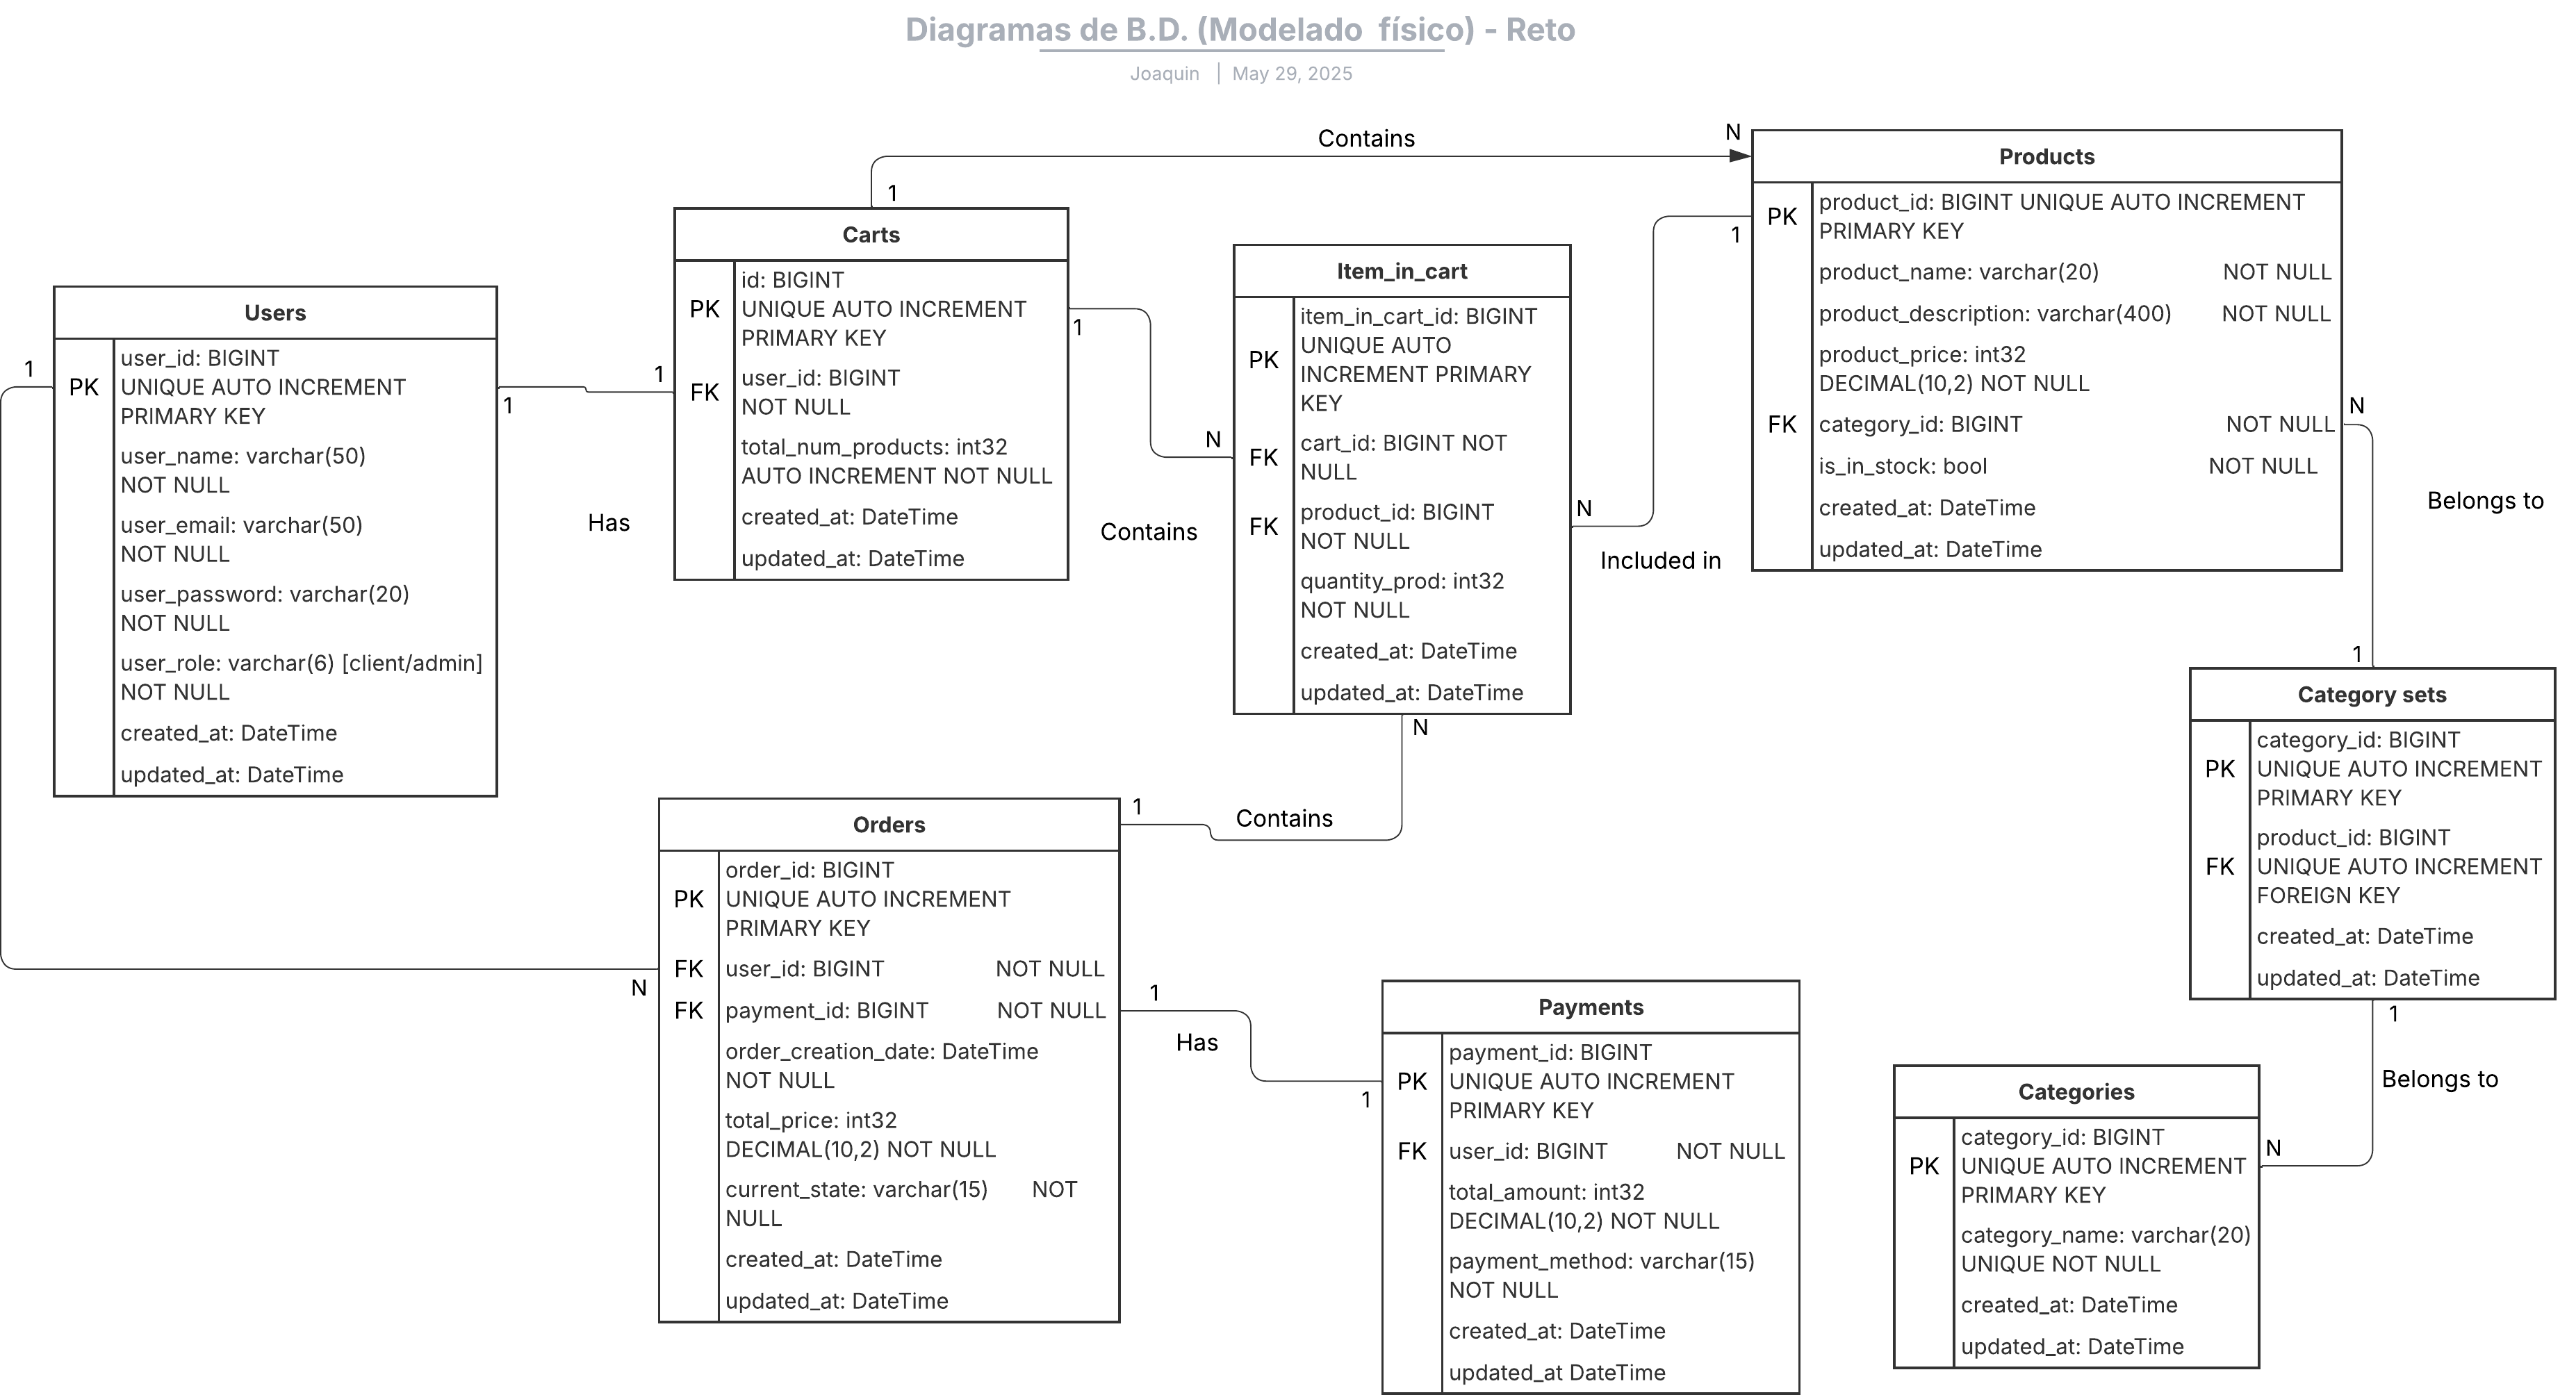 Diagramas de B.D. (Modelado físico) - Reto
Joaquin | May 29, 2025
Contains
1
N
Users
PK
user_id: BIGINT
UNIQUE AUTO INCREMENT
PRIMARY KEY
user_name: varchar(50)
NOT NULL
user_email: varchar(50)
NOT NULL
user_password: varchar(20)
NOT NULL
user_role: varchar(6) [client/admin]
NOT NULL
created_at: DateTime
updated_at: DateTime
1
1
1
Has
Carts
PK
id: BIGINT
UNIQUE AUTO INCREMENT
PRIMARY KEY
FK
user_id: BIGINT
NOT NULL
total_num_products: int32
AUTO INCREMENT NOT NULL
created_at: DateTime
updated_at: DateTime
1
N
Contains
Item_in_cart
PK
item_in_cart_id: BIGINT
UNIQUE AUTO
INCREMENT PRIMARY
KEY
FK
cart_id: BIGINT NOT
NULL
FK
product_id: BIGINT
NOT NULL
quantity_prod: int32
NOT NULL
created_at: DateTime
updated_at: DateTime
N
1
Included in
Products
PK
product_id: BIGINT UNIQUE AUTO INCREMENT
PRIMARY KEY
product_name: varchar(20) NOT NULL
product_description: varchar(400) NOT NULL
product_price: int32
DECIMAL(10,2) NOT NULL
FK
category_id: BIGINT NOT NULL
is_in_stock: bool NOT NULL
created_at: DateTime
updated_at: DateTime
N
Belongs to
1
Category sets
PK
category_id: BIGINT
UNIQUE AUTO INCREMENT
PRIMARY KEY
FK
product_id: BIGINT
UNIQUE AUTO INCREMENT
FOREIGN KEY
created_at: DateTime
updated_at: DateTime
1
Belongs to
N
N
Contains
1
Orders
PK
order_id: BIGINT
UNIQUE AUTO INCREMENT
PRIMARY KEY
FK
user_id: BIGINT NOT NULL
FK
payment_id: BIGINT NOT NULL
order_creation_date: DateTime
NOT NULL
total_price: int32
DECIMAL(10,2) NOT NULL
current_state: varchar(15) NOT
NULL
created_at: DateTime
updated_at: DateTime
N
1
Has
1
Payments
PK
payment_id: BIGINT
UNIQUE AUTO INCREMENT
PRIMARY KEY
FK
user_id: BIGINT NOT NULL
total_amount: int32
DECIMAL(10,2) NOT NULL
payment_method: varchar(15)
NOT NULL
created_at: DateTime
updated_at DateTime
Categories
PK
category_id: BIGINT
UNIQUE AUTO INCREMENT
PRIMARY KEY
category_name: varchar(20)
UNIQUE NOT NULL
created_at: DateTime
updated_at: DateTime